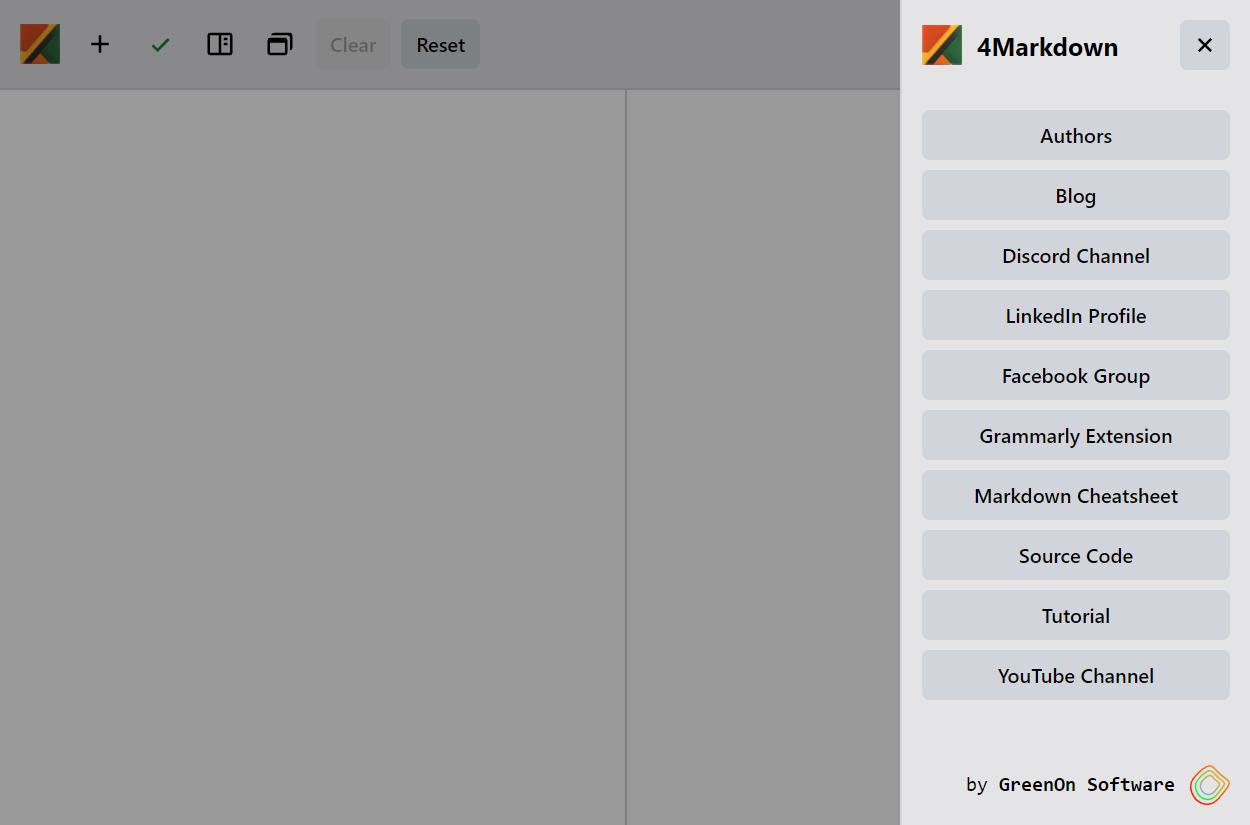 Clear
Reset
4Markdown
Authors
Blog
Discord Channel
LinkedIn Profile
Facebook Group
Grammarly Extension
Markdown Cheatsheet
Source Code
Tutorial
YouTube Channel
by GreenOn Software